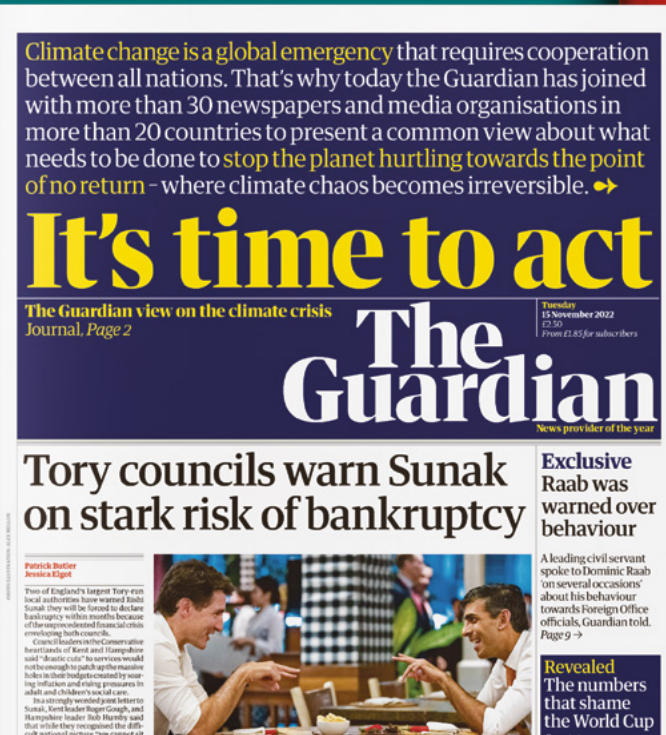 Climate change is a global emergency that requires cooperation
between all nations. That's why today the Guardian has joined
with more than 30 newspapers and media organisations in
more than 20 countries to present a common view about what
needs to be done to stop the planet hurtling towards the point
of no return – where climate chaos becomes irreversible.
It's time to act
The Guardian view on the climate crisis
Journal, Page 2
Tuesday
15 November 2022
£2.50
From £1.85 for subscribers
The
Guardian
News provider of the year
Tory councils warn Sunak
on stark risk of bankruptcy
Patrick Butler
Jessica Elgot
Two of England's largest Tory-run
local authorities have warned Rishi
Sunak they will be forced to declare
bankruptcy within months because
of the unprecedented financial crisis
enveloping both councils.
Council leaders in the Conservative
heartlands of Kent and Hampshire
said "drastic cuts" to services would
not be enough to patch up the massive
holes in their budgets created by soar-
ing inflation and rising pressures in
adult and children's social care.
In a strongly worded joint letter to
Sunak, Kent leader Roger Gough, and
Hampshire leader Rob Humby said
that while they recognised the diffi-
Exclusive
Raab was
warned over
behaviour
A leading civil servant
spoke to Dominic Raab
'on several occasions'
about his behaviour
towards Foreign Office
officials, Guardian told.
Page 9 →
Revealed
The numbers
that shame
the World Cup